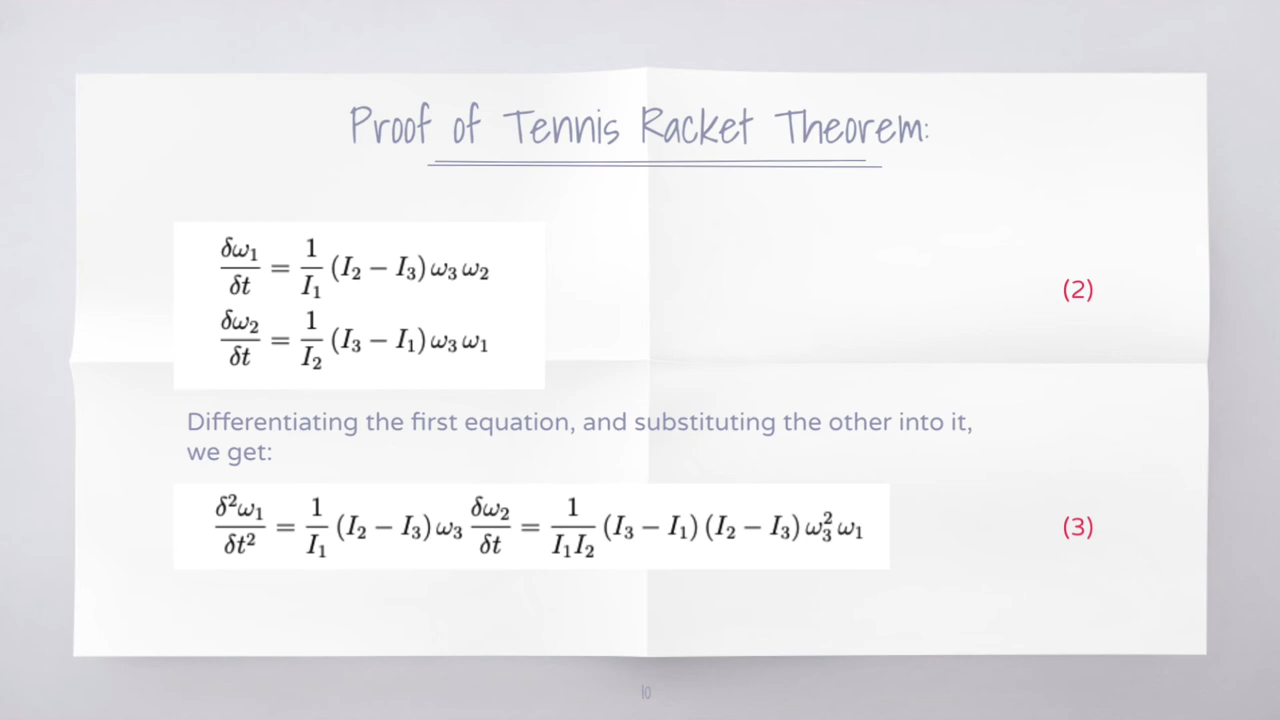 Proof of Tennis Racket Theorem:
δω₁/δt = 1/I₁ (I₂ − I₃) ω₃ ω₂
(2)
δω₂/δt = 1/I₂ (I₃ − I₁) ω₃ ω₁
Differentiating the first equation, and substituting the other into it,
we get:
δ²ω₁/δt² = 1/I₁ (I₂ − I₃) ω₃ δω₂/δt = 1/I₁I₂ (I₃ − I₁) (I₂ − I₃) ω₃² ω₁
(3)
10